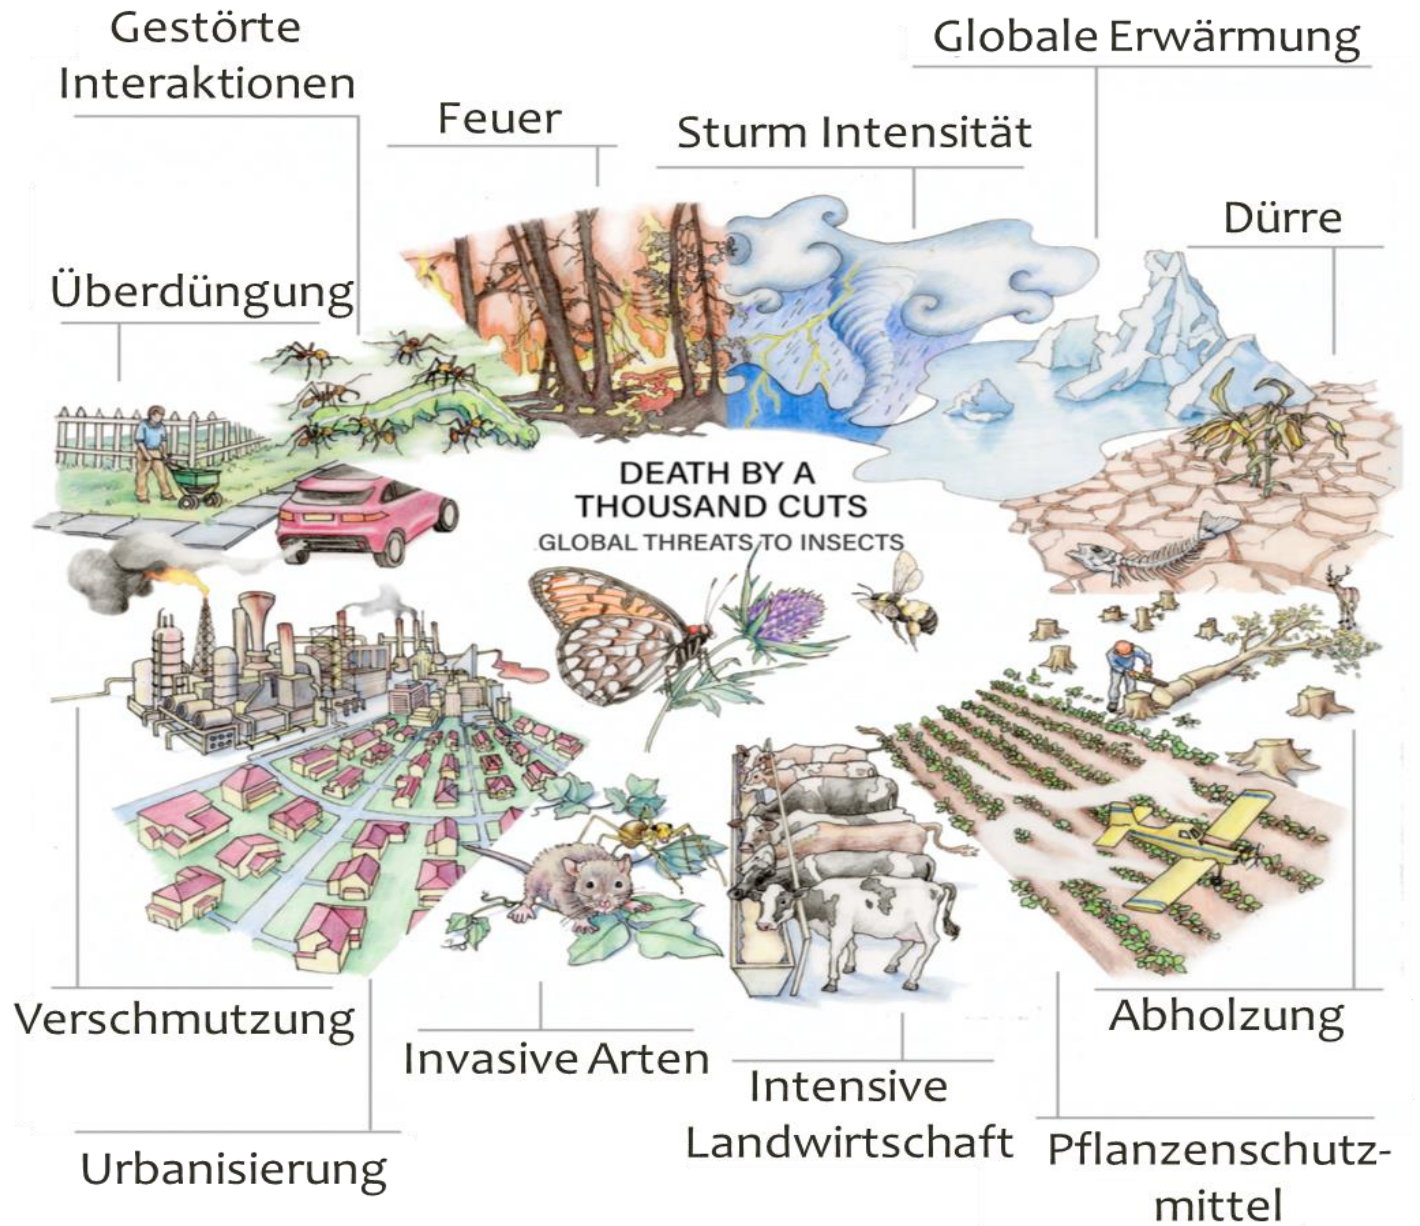 Gestörte
Interaktionen
Globale Erwärmung
Feuer
Sturm Intensität
Dürre
Überdüngung
DEATH BY A
THOUSAND CUTS
GLOBAL THREATS TO INSECTS
Verschmutzung
Abholzung
Invasive Arten
Intensive
Landwirtschaft
Pflanzenschutz-
mittel
Urbanisierung